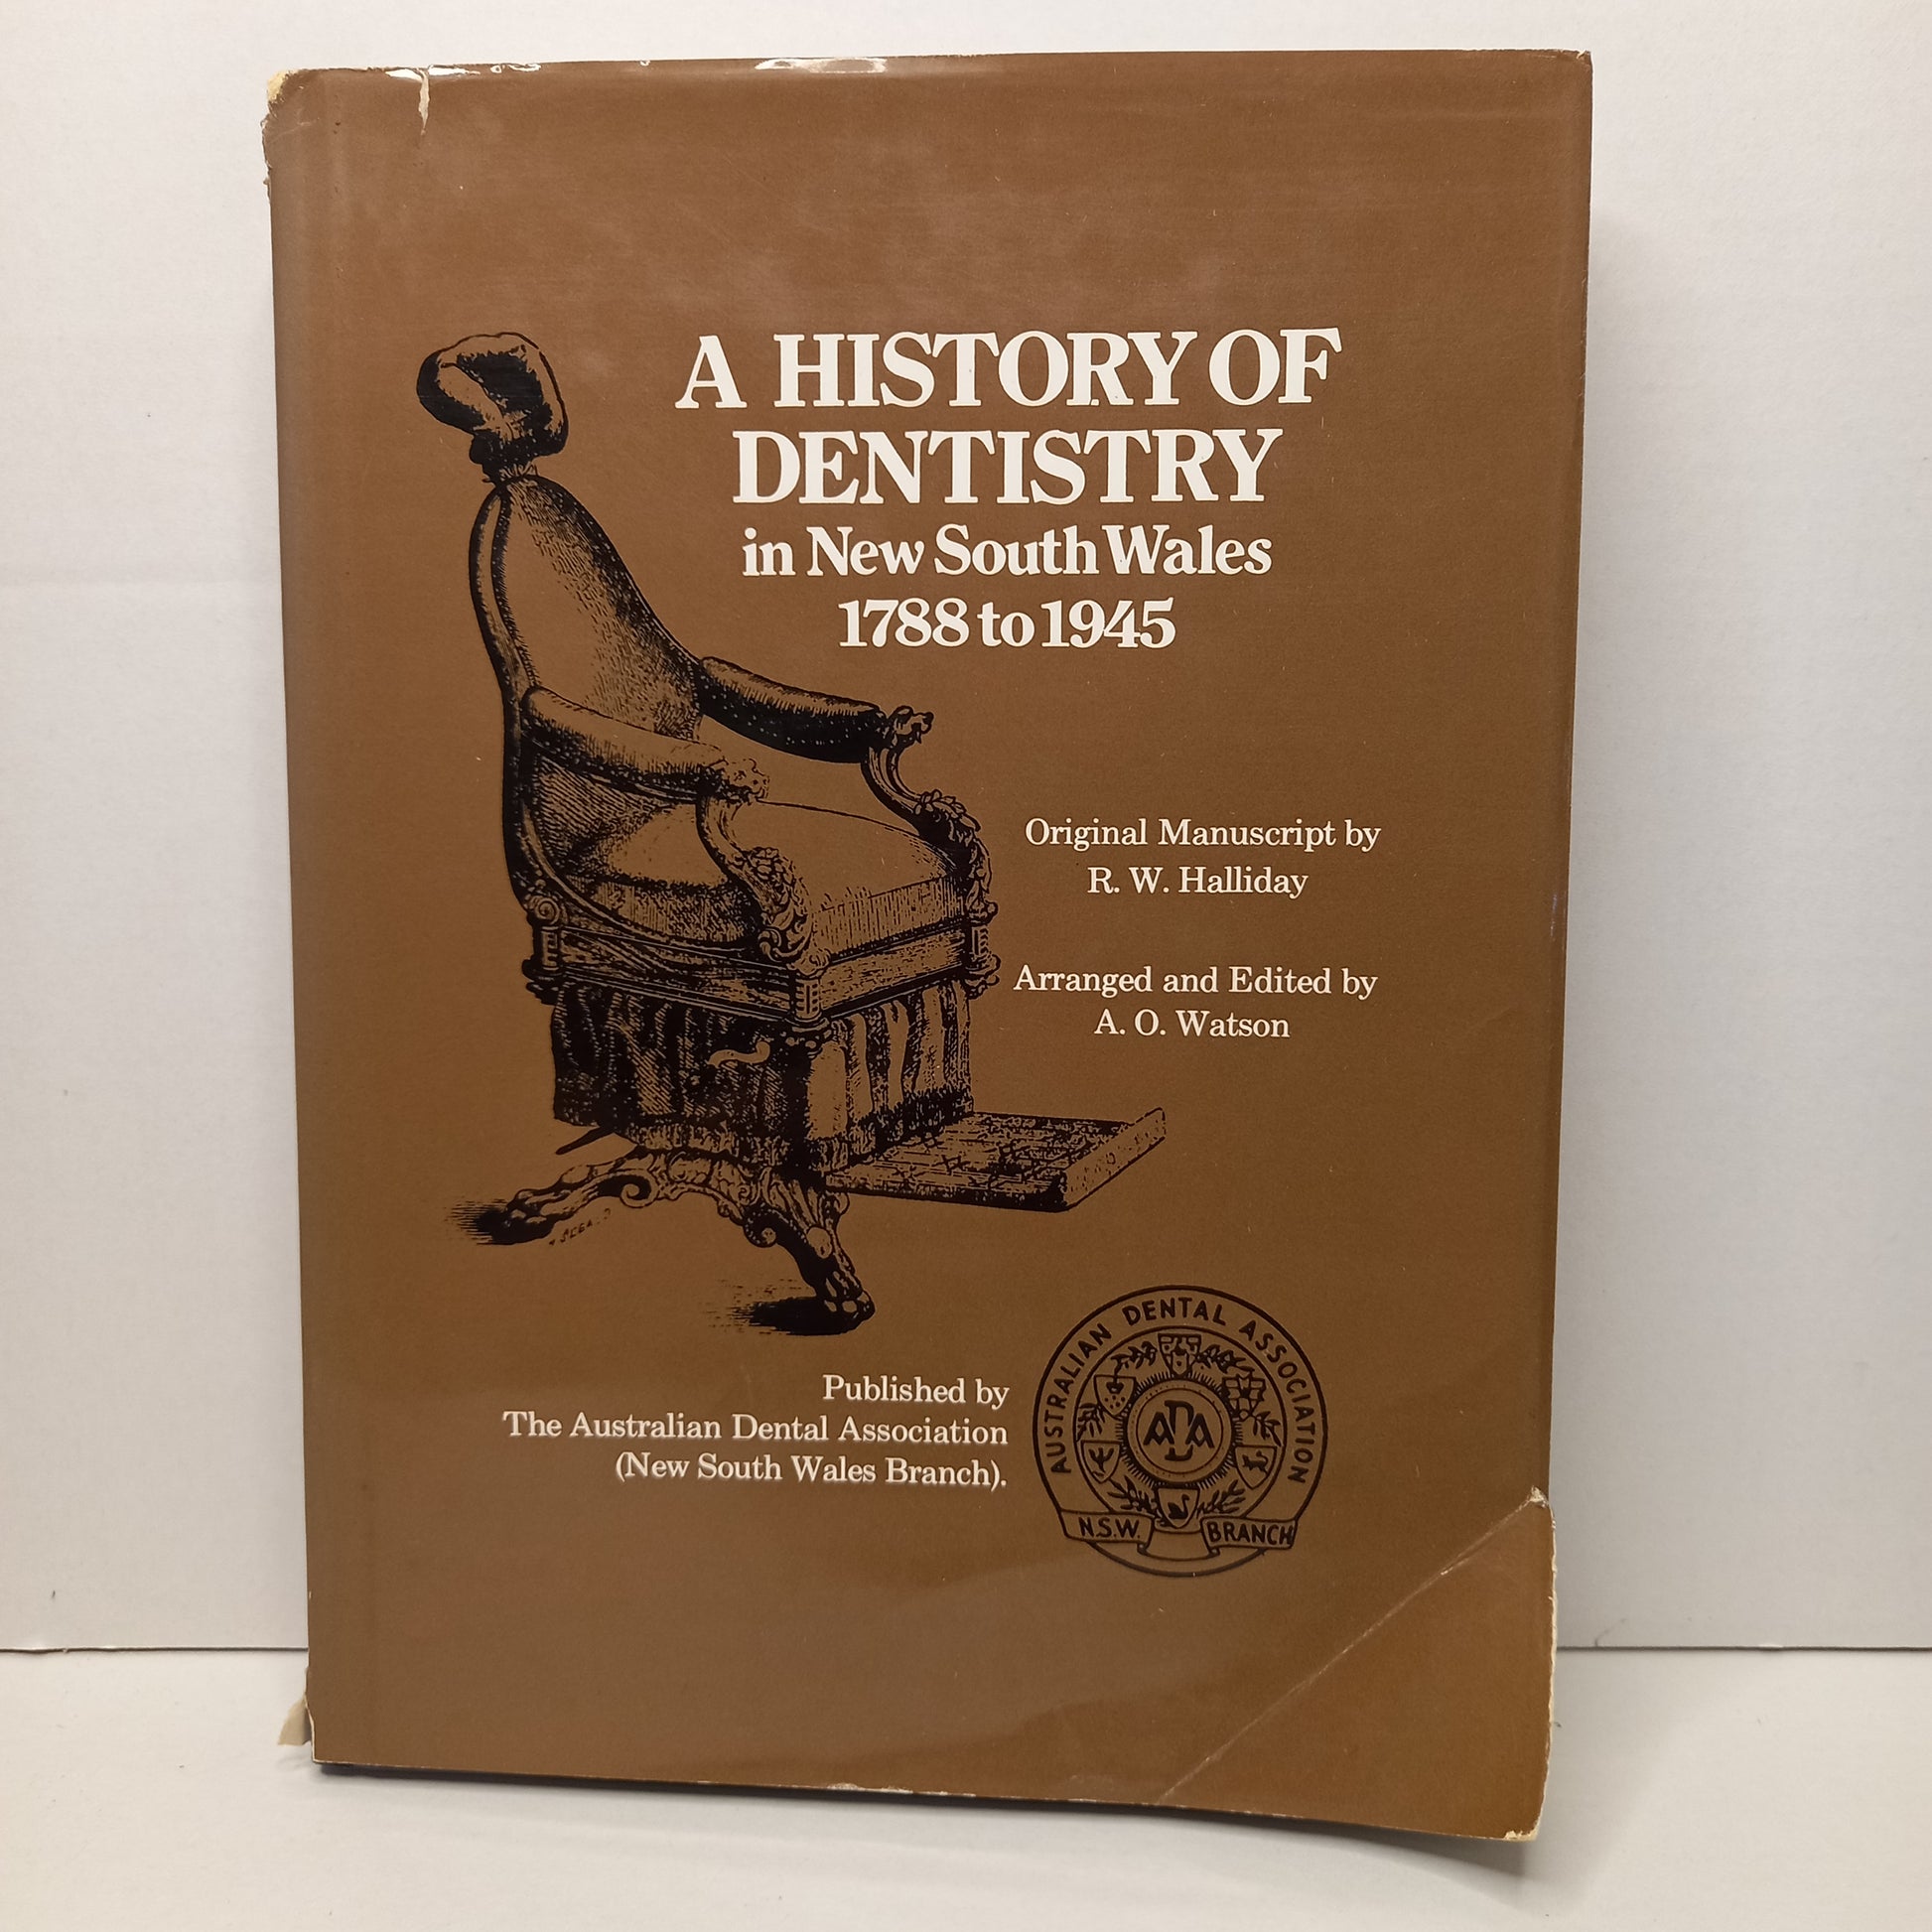 A HISTORY OF
DENTISTRY
in New South Wales
1788 to 1945
Original Manuscript by
R. W. Halliday
Arranged and Edited by
A. O. Watson
Published by
The Australian Dental Association
(New South Wales Branch).
AUSTRALIAN DENTAL ASSOCIATION
ADA
N.S.W. BRANCH